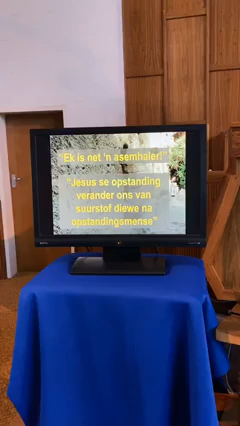 Ek is net 'n asemhaler!"
"Jesus se opstanding
verander ons van
suurstof diewe na
opstandingsmense"